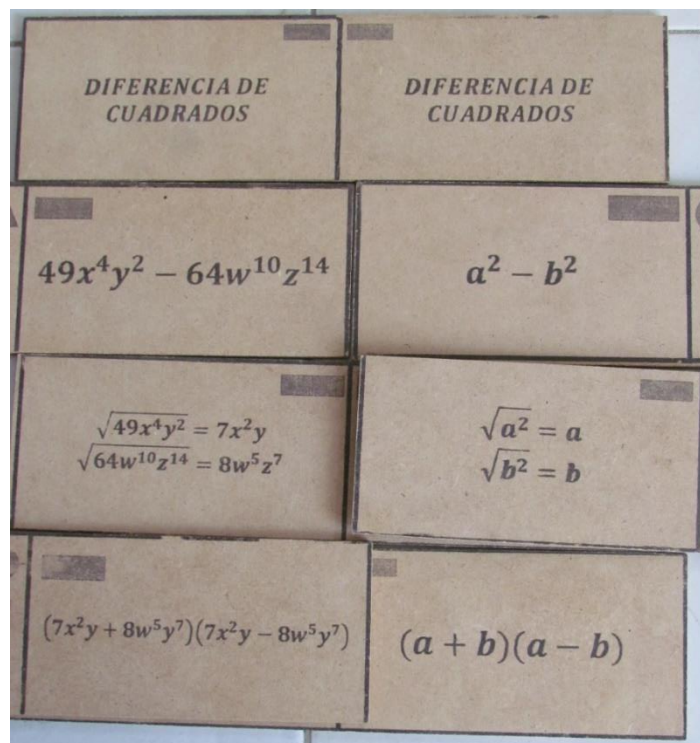 DIFERENCIA DE
CUADRADOS
DIFERENCIA DE
CUADRADOS
49x⁴y² − 64w¹⁰z¹⁴
a² − b²
√49x⁴y² = 7x²y
√64w¹⁰z¹⁴ = 8w⁵z⁷
√a² = a
√b² = b
(7x²y + 8w⁵y⁷)(7x²y − 8w⁵y⁷)
(a + b)(a − b)